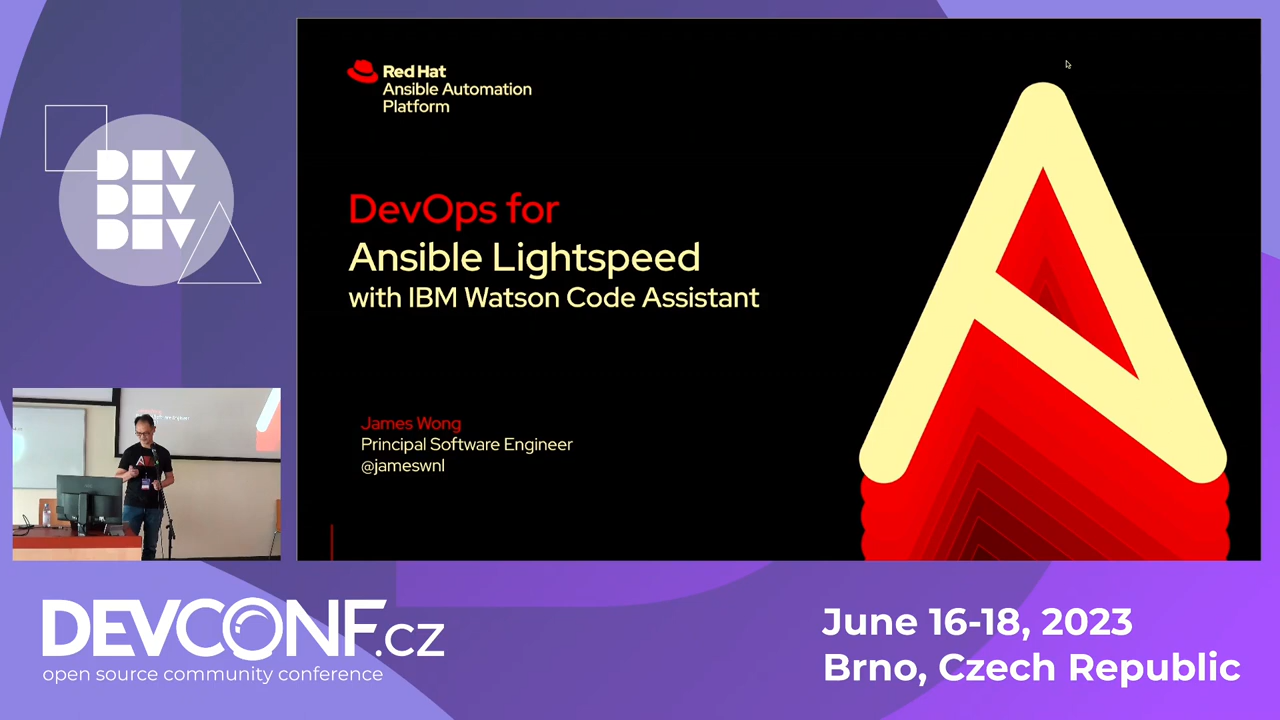 DEV
DEV
DEV
Red Hat
Ansible Automation
Platform
DevOps for
Ansible Lightspeed
with IBM Watson Code Assistant
James Wong
Principal Software Engineer
@jameswnl
DEVCONF.cz
open source community conference
June 16-18, 2023
Brno, Czech Republic